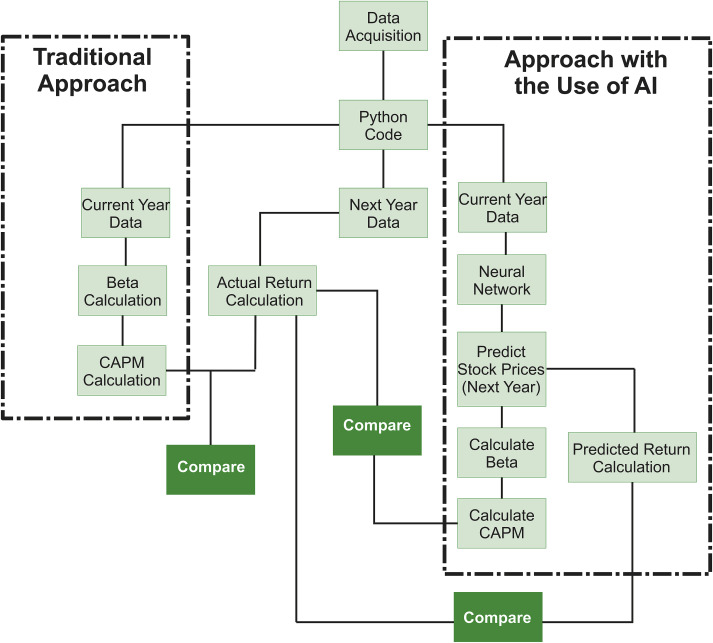 Data
Acquisition
Traditional
Approach
Approach with
the Use of AI
Python
Code
Current Year
Data
Next Year
Data
Current Year
Data
Beta
Calculation
Actual Return
Calculation
Neural
Network
CAPM
Calculation
Predict
Stock Prices
(Next Year)
Compare
Compare
Calculate
Beta
Predicted Return
Calculation
Calculate
CAPM
Compare